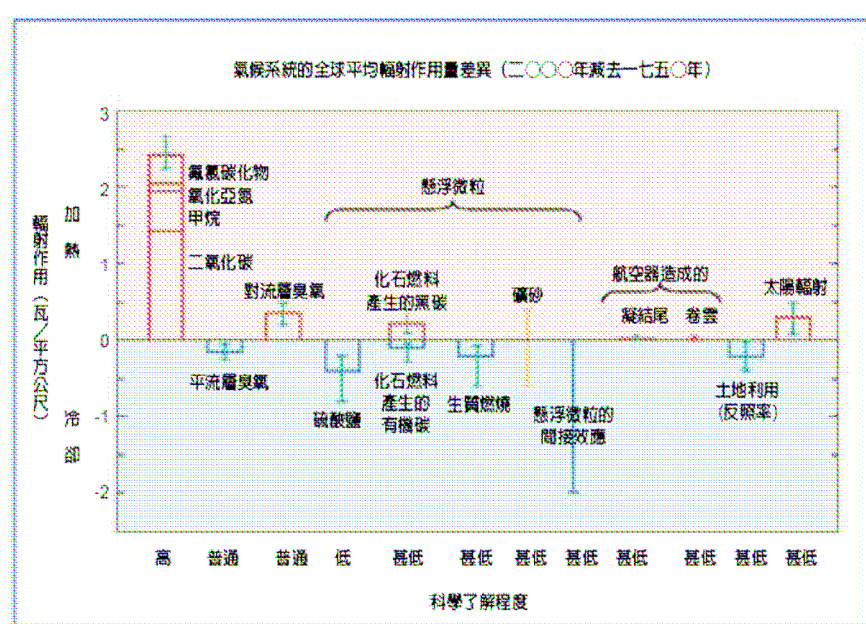 氣候系統的全球平均輻射作用量差異（二○○○年減去一七五○年）
3
2
1
0
-1
-2
輻射作用（瓦／平方公尺）
加熱
冷卻
氟氯碳化物
氧化亞氮
甲烷
二氧化碳
平流層臭氧
對流層臭氧
懸浮微粒
硫酸鹽
化石燃料
產生的黑碳
化石燃料
產生的
有機碳
生質燃燒
礦砂
懸浮微粒的
間接效應
航空器造成的
凝結尾 卷雲
土地利用
(反照率)
太陽輻射
高 普通 普通 低 甚低 甚低 甚低 甚低 甚低 甚低 甚低 甚低
科學了解程度